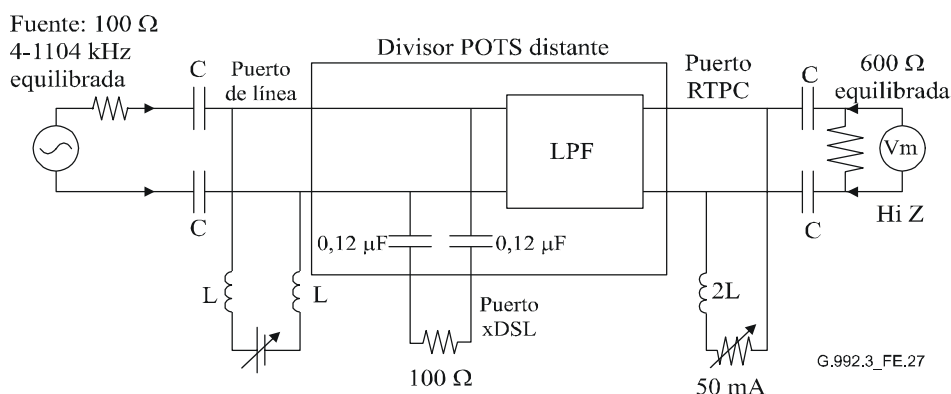 Fuente: 100 Ω
4-1104 kHz
equilibrada
Divisor POTS distante
C
Puerto
de línea
Puerto
RTPC
C
600 Ω
equilibrada
LPF
Vm
C
Hi Z
C
0,12 μF
0,12 μF
L
L
Puerto
xDSL
2L
100 Ω
50 mA
G.992.3_FE.27